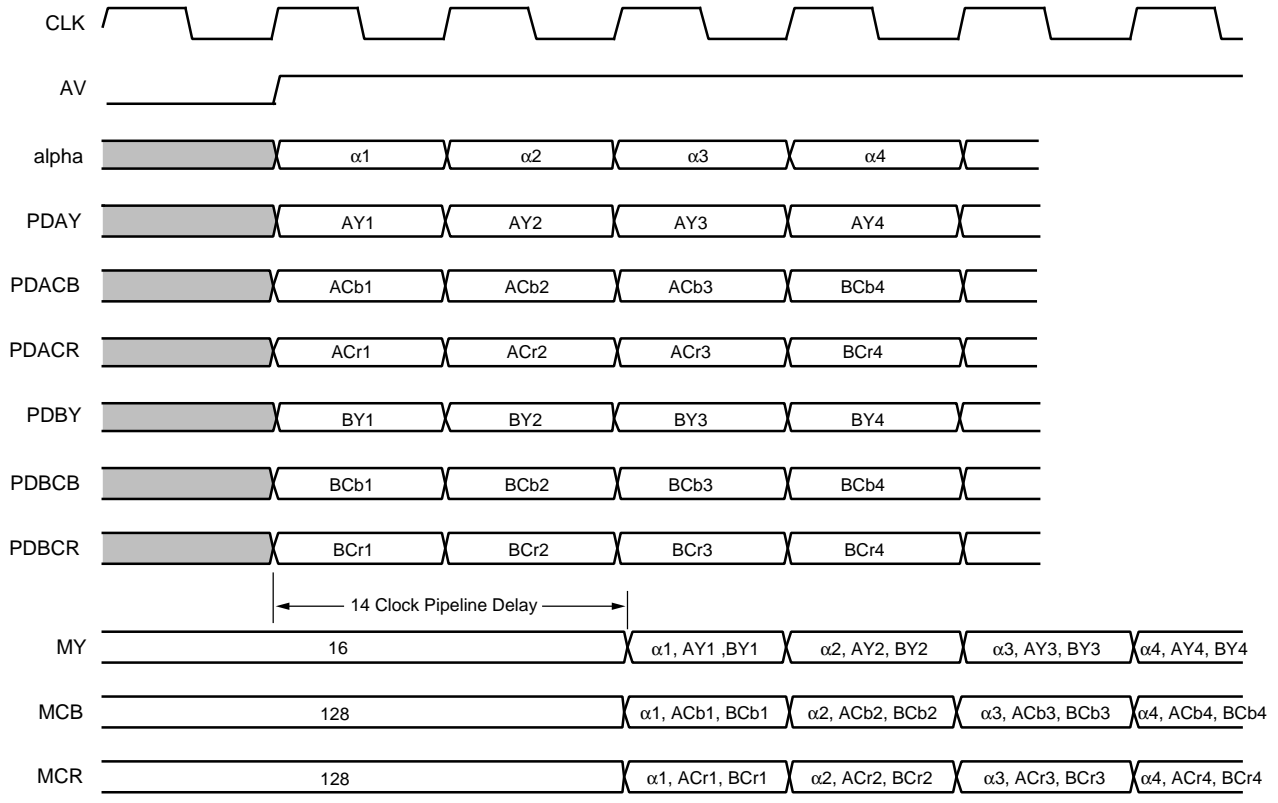 CLK
AV
alpha α1 α2 α3 α4
PDAY AY1 AY2 AY3 AY4
PDACB ACb1 ACb2 ACb3 BCb4
PDACR ACr1 ACr2 ACr3 BCr4
PDBY BY1 BY2 BY3 BY4
PDBCB BCb1 BCb2 BCb3 BCb4
PDBCR BCr1 BCr2 BCr3 BCr4
14 Clock Pipeline Delay
MY 16 α1, AY1 ,BY1 α2, AY2, BY2 α3, AY3, BY3 α4, AY4, BY4
MCB 128 α1, ACb1, BCb1 α2, ACb2, BCb2 α3, ACb3, BCb3 α4, ACb4, BCb4
MCR 128 α1, ACr1, BCr1 α2, ACr2, BCr2 α3, ACr3, BCr3 α4, ACr4, BCr4